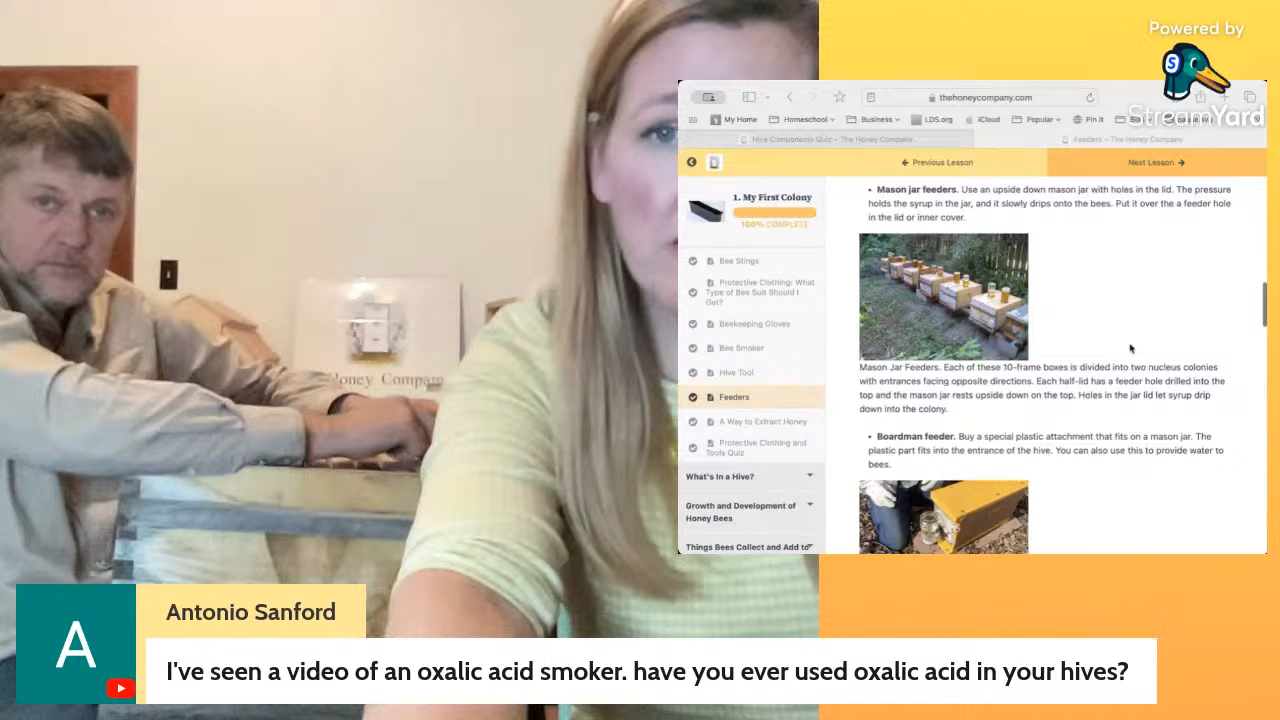 Powered by
StreamYard
thehoneycompany.com
My Home
Homeschool
Business
LDS.org
iCloud
Popular
Pin it
Hive Components Quiz – The Honey Company
Feeders – The Honey Company
Previous Lesson
Next Lesson
1. My First Colony
100% COMPLETE
Bee Stings
Protective Clothing: What
Type of Bee Suit Should I
Get?
Beekeeping Gloves
Bee Smoker
Hive Tool
Feeders
A Way to Extract Honey
Protective Clothing and
Tools Quiz
What's In a Hive?
Growth and Development of
Honey Bees
Things Bees Collect and Add to
• Mason jar feeders. Use an upside down mason jar with holes in the lid. The pressure
holds the syrup in the jar, and it slowly drips onto the bees. Put it over the a feeder hole
in the lid or inner cover.
Mason Jar Feeders. Each of these 10-frame boxes is divided into two nucleus colonies
with entrances facing opposite directions. Each half-lid has a feeder hole drilled into the
top and the mason jar rests upside down on the top. Holes in the jar lid let syrup drip
down into the colony.
• Boardman feeder. Buy a special plastic attachment that fits on a mason jar. The
plastic part fits into the entrance of the hive. You can also use this to provide water to
bees.
Honey Compan
A
Antonio Sanford
I've seen a video of an oxalic acid smoker. have you ever used oxalic acid in your hives?